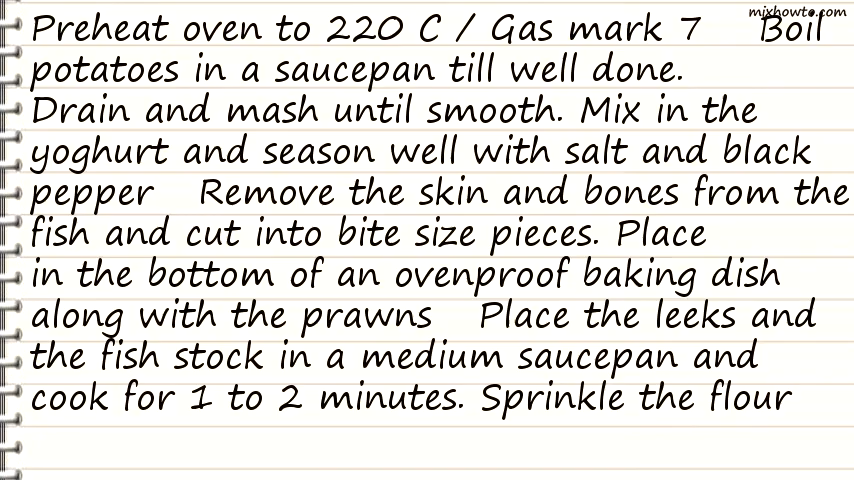 mixhowto.com
Preheat oven to 220 C / Gas mark 7 Boil
potatoes in a saucepan till well done.
Drain and mash until smooth. Mix in the
yoghurt and season well with salt and black
pepper Remove the skin and bones from the
fish and cut into bite size pieces. Place
in the bottom of an ovenproof baking dish
along with the prawns Place the leeks and
the fish stock in a medium saucepan and
cook for 1 to 2 minutes. Sprinkle the flour